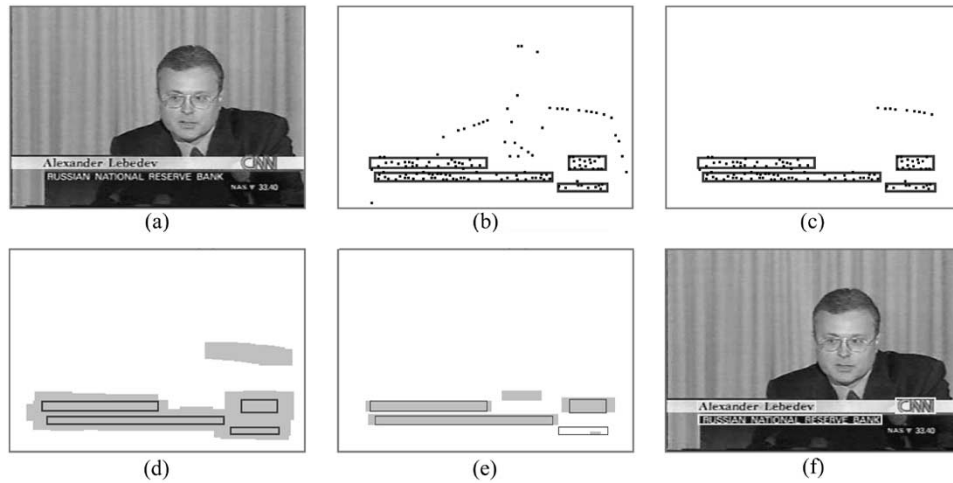 Alexander Lebedev CNN
RUSSIAN NATIONAL RESERVE BANK
NAS ▼ 33.40
(a)
(b)
(c)
(d)
(e)
Alexander Lebedev CNN
RUSSIAN NATIONAL RESERVE BANK
NAS ▼ 33.40
(f)